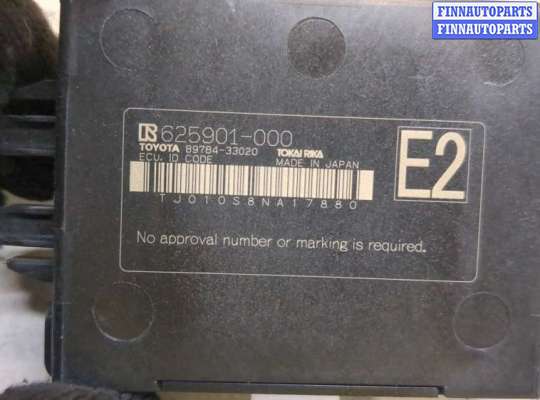 FINNAUTOPARTS
FINNAUTOPARTS
625901-000
TOYOTA 89784-33020 TOKAI RIKA
ECU, ID CODE MADE IN JAPAN
E2
TJ010S8NA17880
No approval number or marking is required.